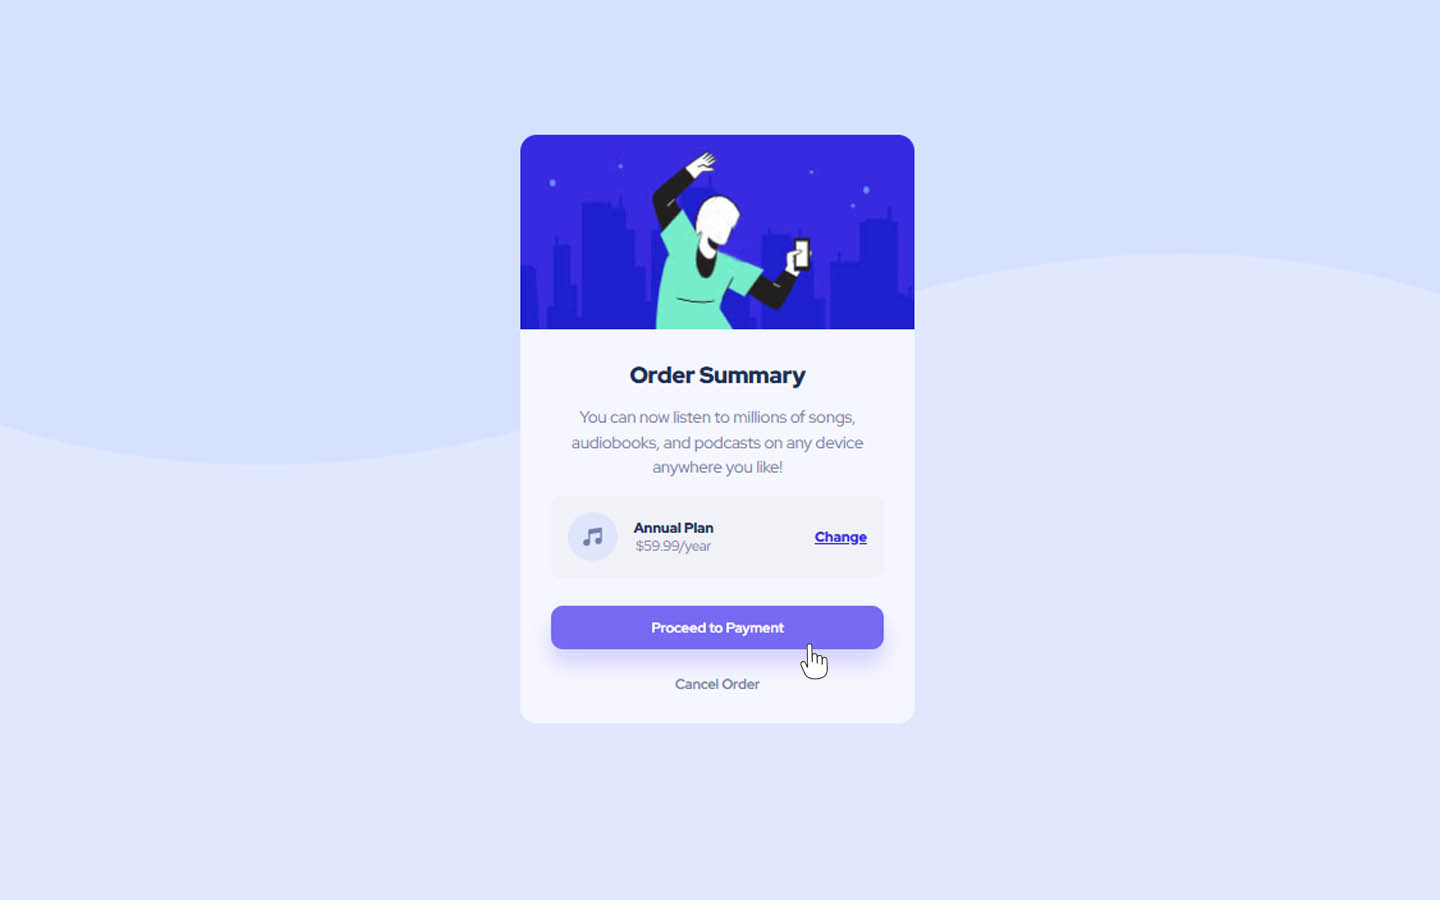 Order Summary
You can now listen to millions of songs,
audiobooks, and podcasts on any device
anywhere you like!
Annual Plan
$59.99/year
Change
Proceed to Payment
Cancel Order